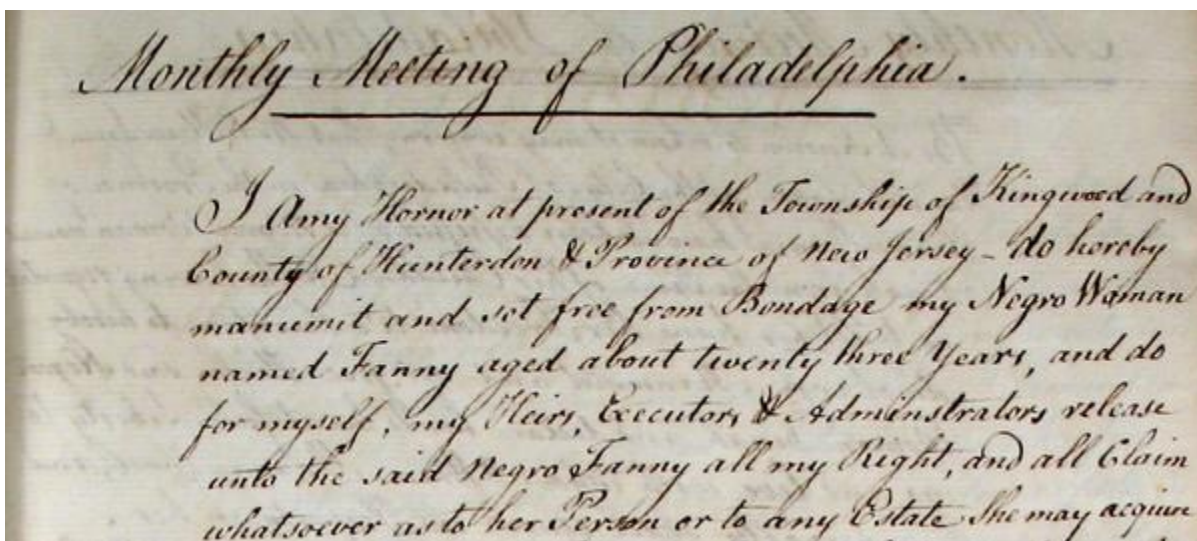 Monthly Meeting of Philadelphia.
I Amy Hornor at present of the Township of Kingwood and
County of Hunterdon & Province of New Jersey - do hereby
manumit and set free from Bondage my Negro Woman
named Fanny aged about twenty three Years, and do
for myself, my Heirs, Executors & Adminstrators release
unto the said Negro Fanny all my Right, and all Claim
whatsoever as to her Person or to any Estate She may acquire